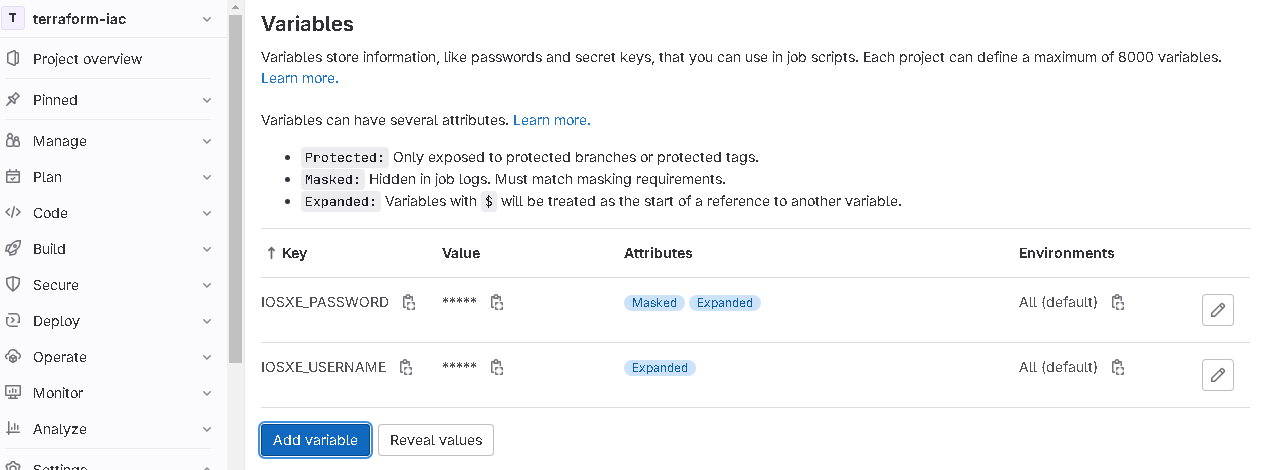 T terraform-iac
Project overview
Pinned
Manage
Plan
Code
Build
Secure
Deploy
Operate
Monitor
Analyze
Settings
Variables
Variables store information, like passwords and secret keys, that you can use in job scripts. Each project can define a maximum of 8000 variables.
Learn more.
Variables can have several attributes. Learn more.
• Protected: Only exposed to protected branches or protected tags.
• Masked: Hidden in job logs. Must match masking requirements.
• Expanded: Variables with $ will be treated as the start of a reference to another variable.
↑ Key Value Attributes Environments
IOSXE_PASSWORD ***** Masked Expanded All (default)
IOSXE_USERNAME ***** Expanded All (default)
Add variable Reveal values